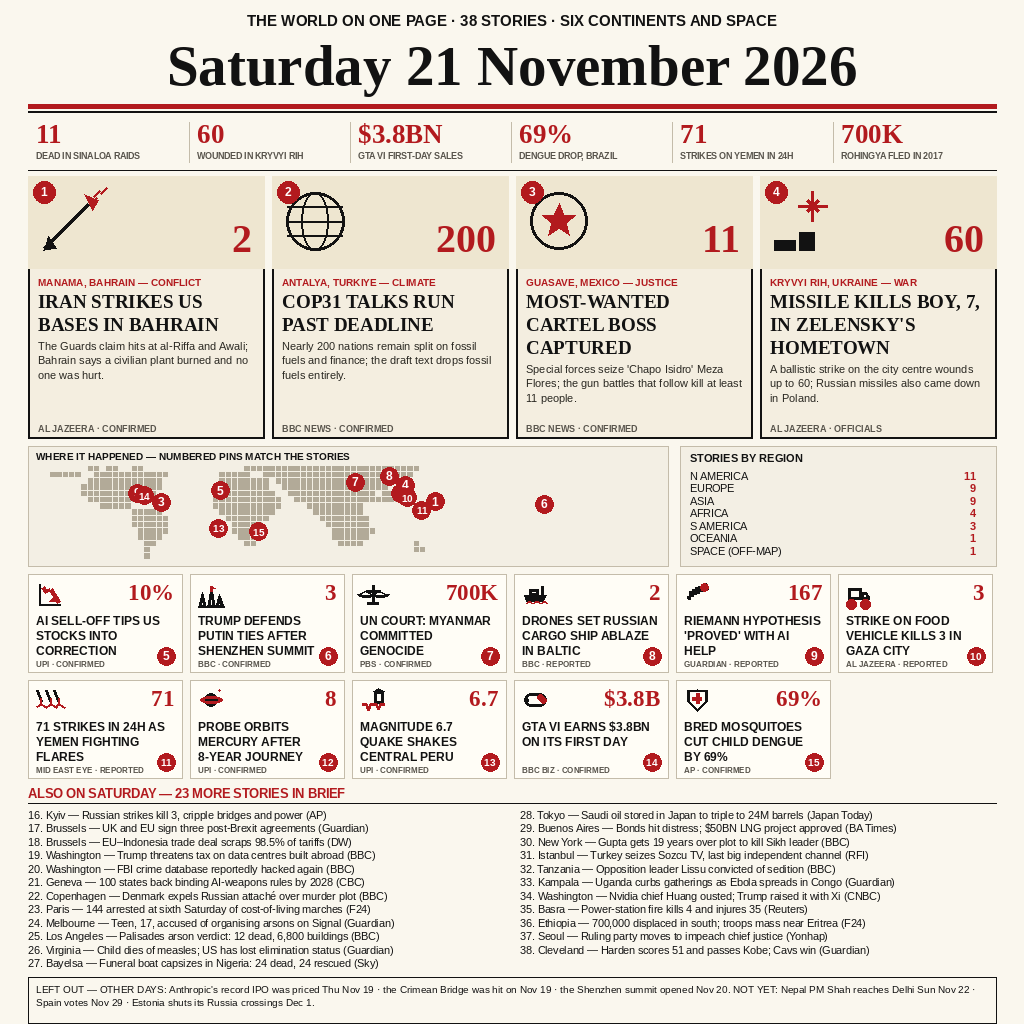 THE WORLD ON ONE PAGE · 38 STORIES · SIX CONTINENTS AND SPACE
Saturday 21 November 2026
11
DEAD IN SINALOA RAIDS
60
WOUNDED IN KRYVYI RIH
$3.8BN
GTA VI FIRST-DAY SALES
69%
DENGUE DROP, BRAZIL
71
STRIKES ON YEMEN IN 24H
700K
ROHINGYA FLED IN 2017
1
2
MANAMA, BAHRAIN — CONFLICT
IRAN STRIKES US
BASES IN BAHRAIN
The Guards claim hits at al-Riffa and Awali;
Bahrain says a civilian plant burned and no
one was hurt.
AL JAZEERA · CONFIRMED
2
200
ANTALYA, TURKIYE — CLIMATE
COP31 TALKS RUN
PAST DEADLINE
Nearly 200 nations remain split on fossil
fuels and finance; the draft text drops fossil
fuels entirely.
BBC NEWS · CONFIRMED
3
11
GUASAVE, MEXICO — JUSTICE
MOST-WANTED
CARTEL BOSS
CAPTURED
Special forces seize 'Chapo Isidro' Meza
Flores; the gun battles that follow kill at least
11 people.
BBC NEWS · CONFIRMED
4
60
KRYVYI RIH, UKRAINE — WAR
MISSILE KILLS BOY, 7,
IN ZELENSKY'S
HOMETOWN
A ballistic strike on the city centre wounds
up to 60; Russian missiles also came down
in Poland.
AL JAZEERA · OFFICIALS
WHERE IT HAPPENED — NUMBERED PINS MATCH THE STORIES
14
3
5
13
15
7
8
4
10
11
1
6
STORIES BY REGION
N AMERICA 11
EUROPE 9
ASIA 9
AFRICA 4
S AMERICA 3
OCEANIA 1
SPACE (OFF-MAP) 1
10%
AI SELL-OFF TIPS US
STOCKS INTO
CORRECTION
UPI · CONFIRMED
5
3
TRUMP DEFENDS
PUTIN TIES AFTER
SHENZHEN SUMMIT
BBC · CONFIRMED
6
700K
UN COURT: MYANMAR
COMMITTED
GENOCIDE
PBS · CONFIRMED
7
2
DRONES SET RUSSIAN
CARGO SHIP ABLAZE
IN BALTIC
BBC · REPORTED
8
167
RIEMANN HYPOTHESIS
'PROVED' WITH AI
HELP
GUARDIAN · REPORTED
9
3
STRIKE ON FOOD
VEHICLE KILLS 3 IN
GAZA CITY
AL JAZEERA · REPORTED
10
71
71 STRIKES IN 24H AS
YEMEN FIGHTING
FLARES
MID EAST EYE · REPORTED
11
8
PROBE ORBITS
MERCURY AFTER
8-YEAR JOURNEY
UPI · CONFIRMED
12
6.7
MAGNITUDE 6.7
QUAKE SHAKES
CENTRAL PERU
UPI · CONFIRMED
13
$3.8B
GTA VI EARNS $3.8BN
ON ITS FIRST DAY
BBC BIZ · CONFIRMED
14
69%
BRED MOSQUITOES
CUT CHILD DENGUE
BY 69%
AP · CONFIRMED
15
ALSO ON SATURDAY — 23 MORE STORIES IN BRIEF
16. Kyiv — Russian strikes kill 3, cripple bridges and power (AP)
17. Brussels — UK and EU sign three post-Brexit agreements (Guardian)
18. Brussels — EU–Indonesia trade deal scraps 98.5% of tariffs (DW)
19. Washington — Trump threatens tax on data centres built abroad (BBC)
20. Washington — FBI crime database reportedly hacked again (BBC)
21. Geneva — 100 states back binding AI-weapons rules by 2028 (CBC)
22. Copenhagen — Denmark expels Russian attaché over murder plot (BBC)
23. Paris — 144 arrested at sixth Saturday of cost-of-living marches (F24)
24. Melbourne — Teen, 17, accused of organising arsons on Signal (Guardian)
25. Los Angeles — Palisades arson verdict: 12 dead, 6,800 buildings (BBC)
26. Virginia — Child dies of measles; US has lost elimination status (Guardian)
27. Bayelsa — Funeral boat capsizes in Nigeria: 24 dead, 24 rescued (Sky)
28. Tokyo — Saudi oil stored in Japan to triple to 24M barrels (Japan Today)
29. Buenos Aires — Bonds hit distress; $50BN LNG project approved (BA Times)
30. New York — Gupta gets 19 years over plot to kill Sikh leader (BBC)
31. Istanbul — Turkey seizes Sozcu TV, last big independent channel (RFI)
32. Tanzania — Opposition leader Lissu convicted of sedition (BBC)
33. Kampala — Uganda curbs gatherings as Ebola spreads in Congo (Guardian)
34. Washington — Nvidia chief Huang ousted; Trump raised it with Xi (CNBC)
35. Basra — Power-station fire kills 4 and injures 35 (Reuters)
36. Ethiopia — 700,000 displaced in south; troops mass near Eritrea (F24)
37. Seoul — Ruling party moves to impeach chief justice (Yonhap)
38. Cleveland — Harden scores 51 and passes Kobe; Cavs win (Guardian)
LEFT OUT — OTHER DAYS: Anthropic's record IPO was priced Thu Nov 19 · the Crimean Bridge was hit on Nov 19 · the Shenzhen summit opened Nov 20. NOT YET: Nepal PM Shah reaches Delhi Sun Nov 22 ·
Spain votes Nov 29 · Estonia shuts its Russia crossings Dec 1.